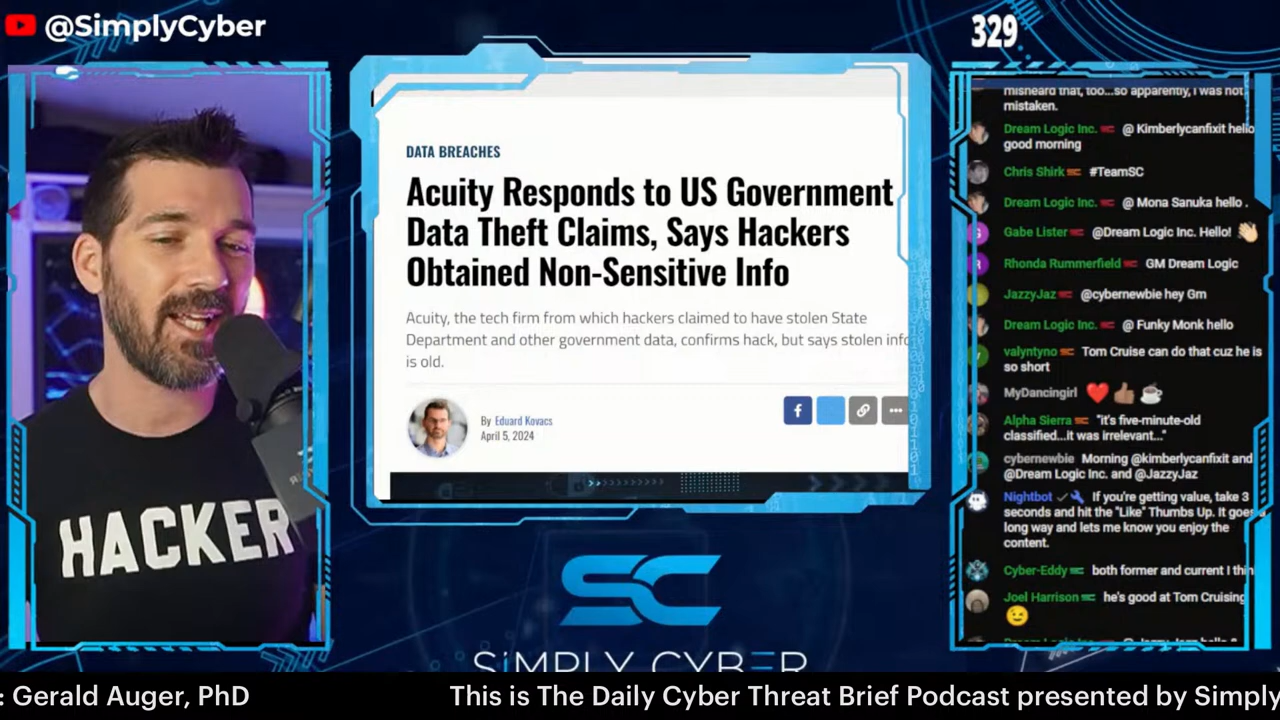 @SimplyCyber
329
HACKER
DATA BREACHES
Acuity Responds to US Government
Data Theft Claims, Says Hackers
Obtained Non-Sensitive Info
Acuity, the tech firm from which hackers claimed to have stolen State
Department and other government data, confirms hack, but says stolen info
is old.
By Eduard Kovacs
April 5, 2024
SC
SiMPLY CYBER
misheard that, too...so apparently, I was not
mistaken.
Dream Logic Inc. @ Kimberlycanfixit hello
good morning
Chris Shirk #TeamSC
Dream Logic Inc. @ Mona Sanuka hello .
Gabe Lister @Dream Logic Inc. Hello! 👋
Rhonda Rummerfield GM Dream Logic
JazzyJaz @cybernewbie hey Gm
Dream Logic Inc. @ Funky Monk hello
valyntyno Tom Cruise can do that cuz he is
so short
MyDancingirl ❤️ 👍🏽 ☕
Alpha Sierra "it's five-minute-old
classified...it was irrelevant..."
cybernewbie Morning @kimberlycanfixit and
@Dream Logic Inc. and @JazzyJaz
Nightbot If you're getting value, take 3
seconds and hit the "Like" Thumbs Up. It goes a
long way and lets me know you enjoy the
content.
Cyber-Eddy both former and current I thin
Joel Harrison he's good at Tom Cruising
😉
: Gerald Auger, PhD This is The Daily Cyber Threat Brief Podcast presented by Simply